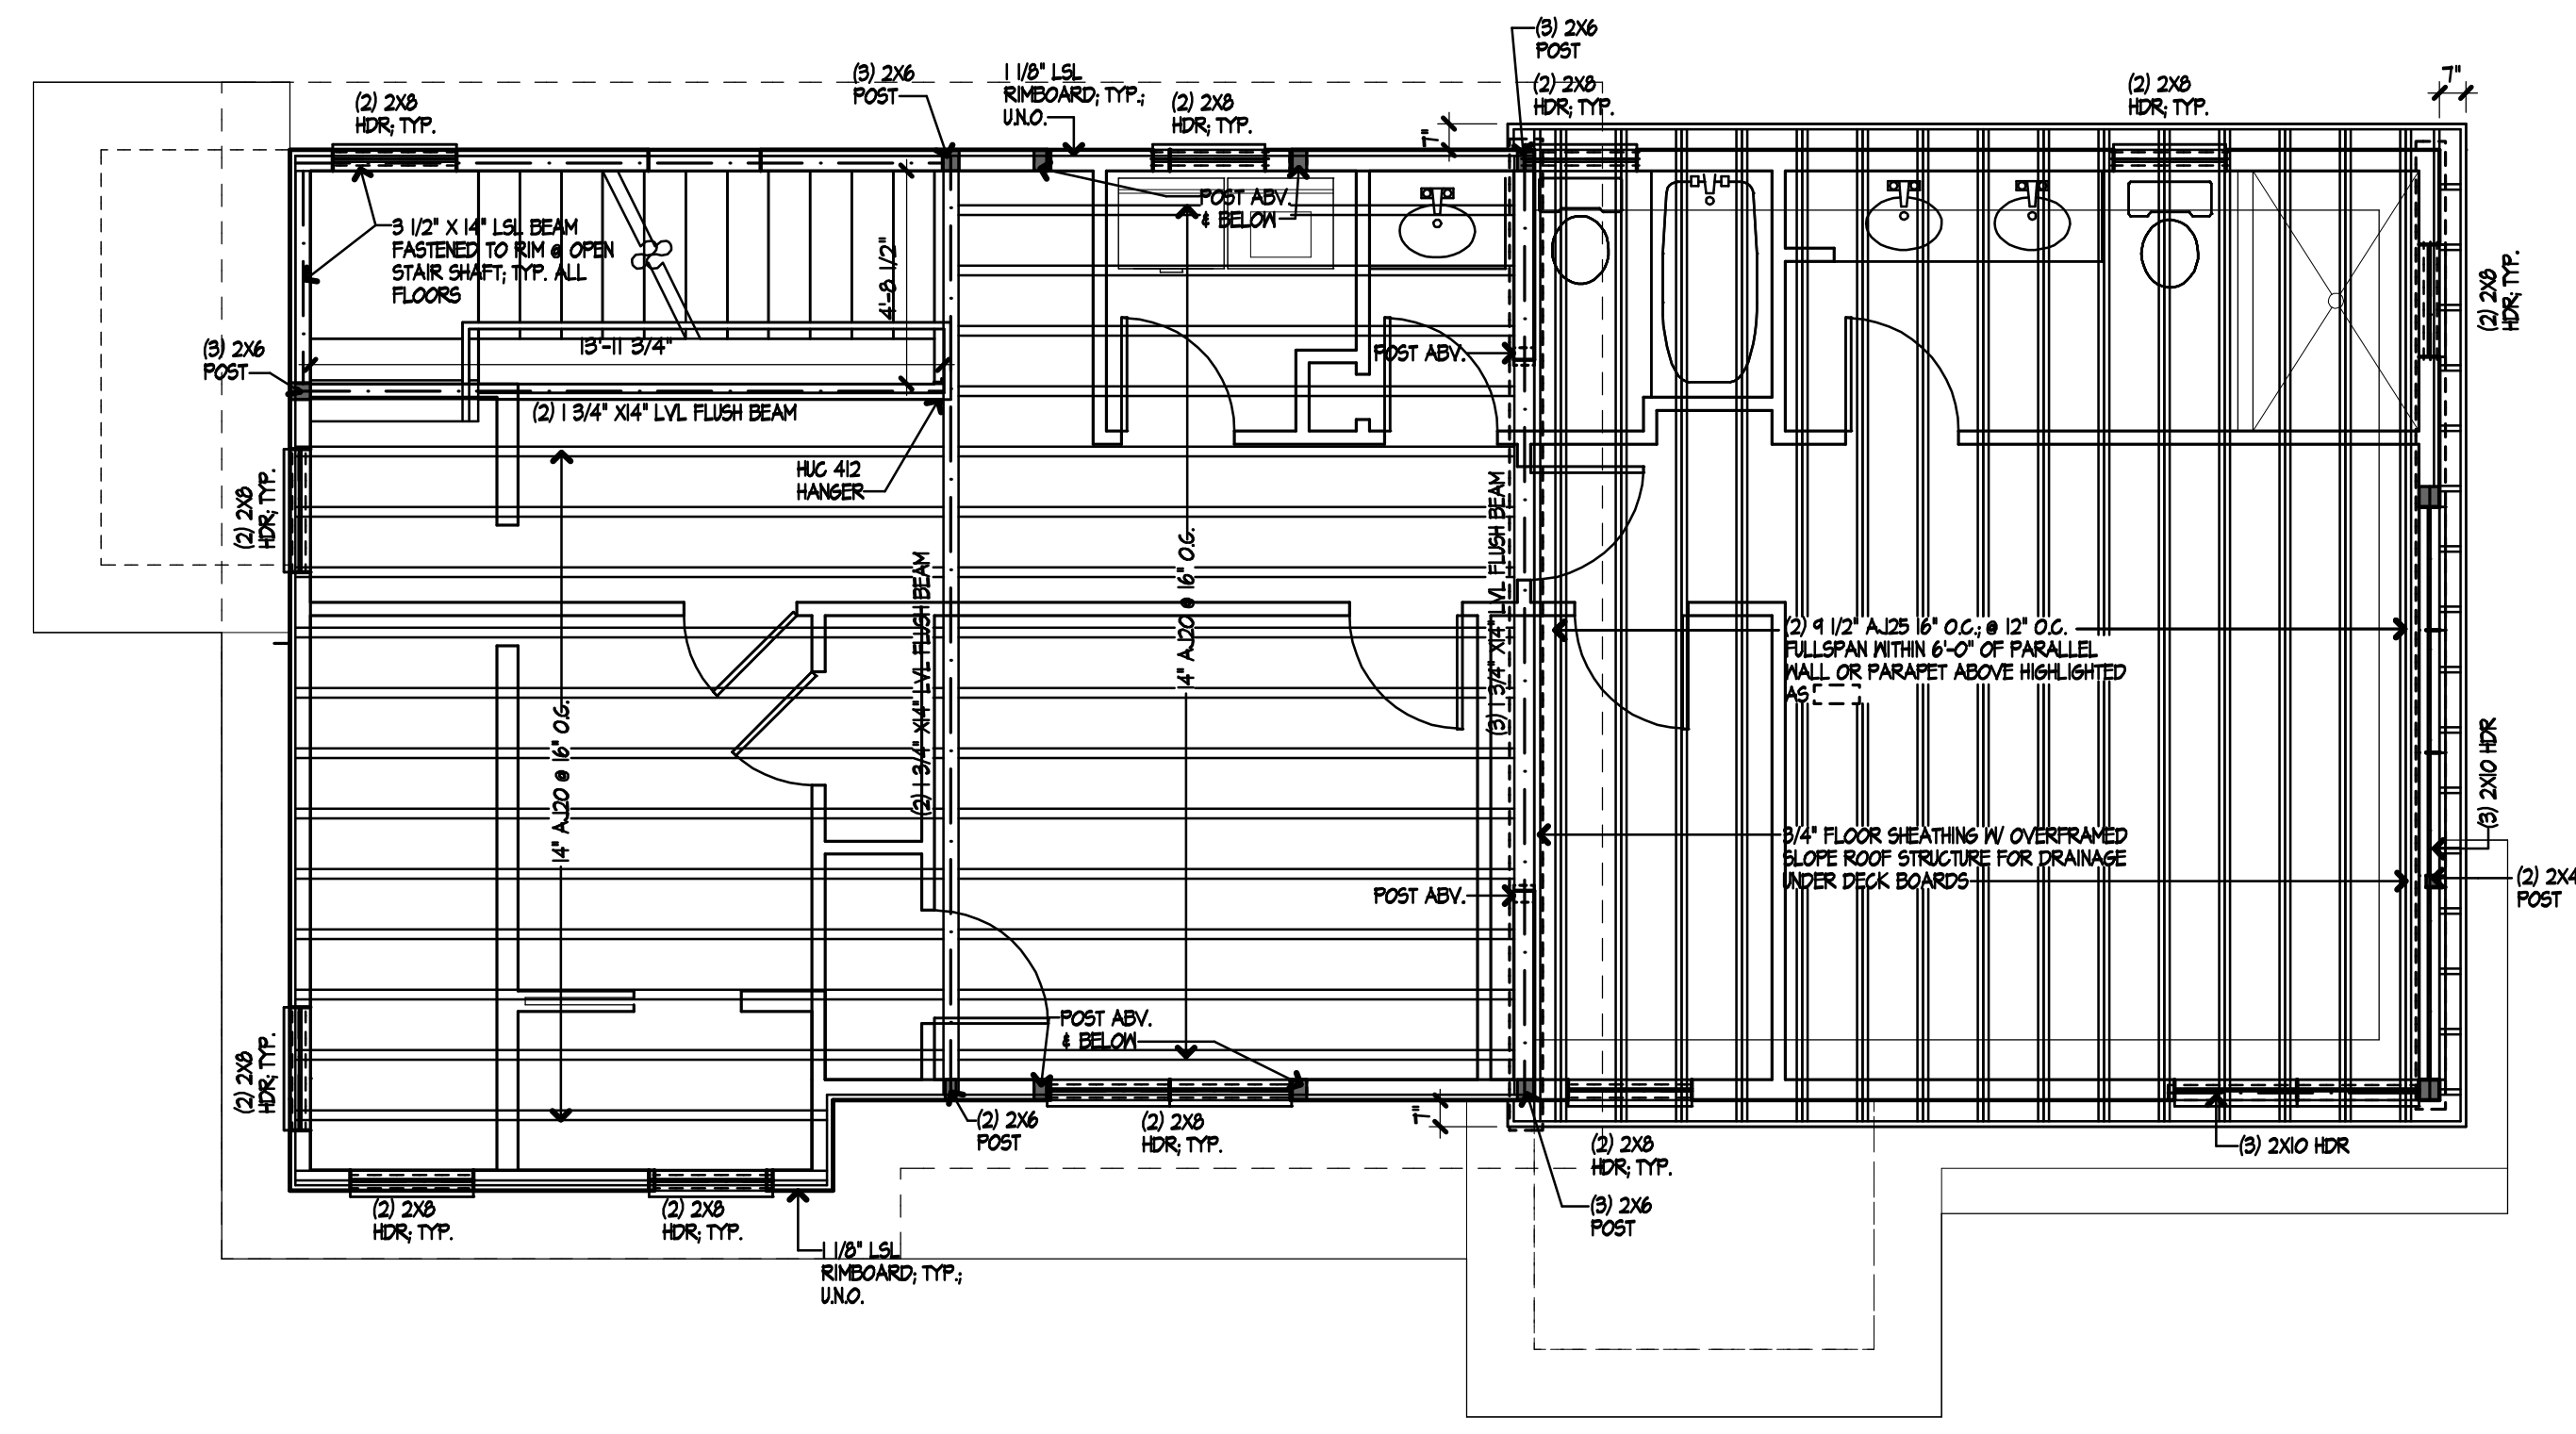 (3) 2X6
POST
(3) 2X6
POST
1 1/8" LSL
RIMBOARD; TYP.;
U.N.O.
(2) 2X8
HDR; TYP.
(2) 2X8
HDR; TYP.
(2) 2X8
HDR; TYP.
(2) 2X8
HDR; TYP.
7"
7"
3 1/2" X 14" LSL BEAM
FASTENED TO RIM @ OPEN
STAIR SHAFT; TYP. ALL
FLOORS
POST ABV.
& BELOW
4'-8 1/2"
13'-11 3/4"
(3) 2X6
POST
POST ABV.
(2) 2X8
HDR; TYP.
(2) 1 3/4" X14" LVL FLUSH BEAM
HUC 412
HANGER
(2) 2X8
HDR; TYP.
(2) 1 3/4" X14" LVL FLUSH BEAM
(3) 1 3/4" X14" LVL FLUSH BEAM
14" AJ20 @ 16" O.C.
14" AJ20 @ 16" O.C.
(2) 9 1/2" AJ25 16" O.C.; @ 12" O.C.
FULLSPAN WITHIN 6'-0" OF PARALLEL
WALL OR PARAPET ABOVE HIGHLIGHTED
AS
3/4" FLOOR SHEATHING W/ OVERFRAMED
SLOPE ROOF STRUCTURE FOR DRAINAGE
UNDER DECK BOARDS
(3) 2X10 HDR
(2) 2X4
POST
POST ABV.
POST ABV.
& BELOW
(2) 2X8
HDR; TYP.
(2) 2X6
POST
(2) 2X8
HDR; TYP.
7"
(2) 2X8
HDR; TYP.
(3) 2X10 HDR
(3) 2X6
POST
(2) 2X8
HDR; TYP.
(2) 2X8
HDR; TYP.
1 1/8" LSL
RIMBOARD; TYP.;
U.N.O.